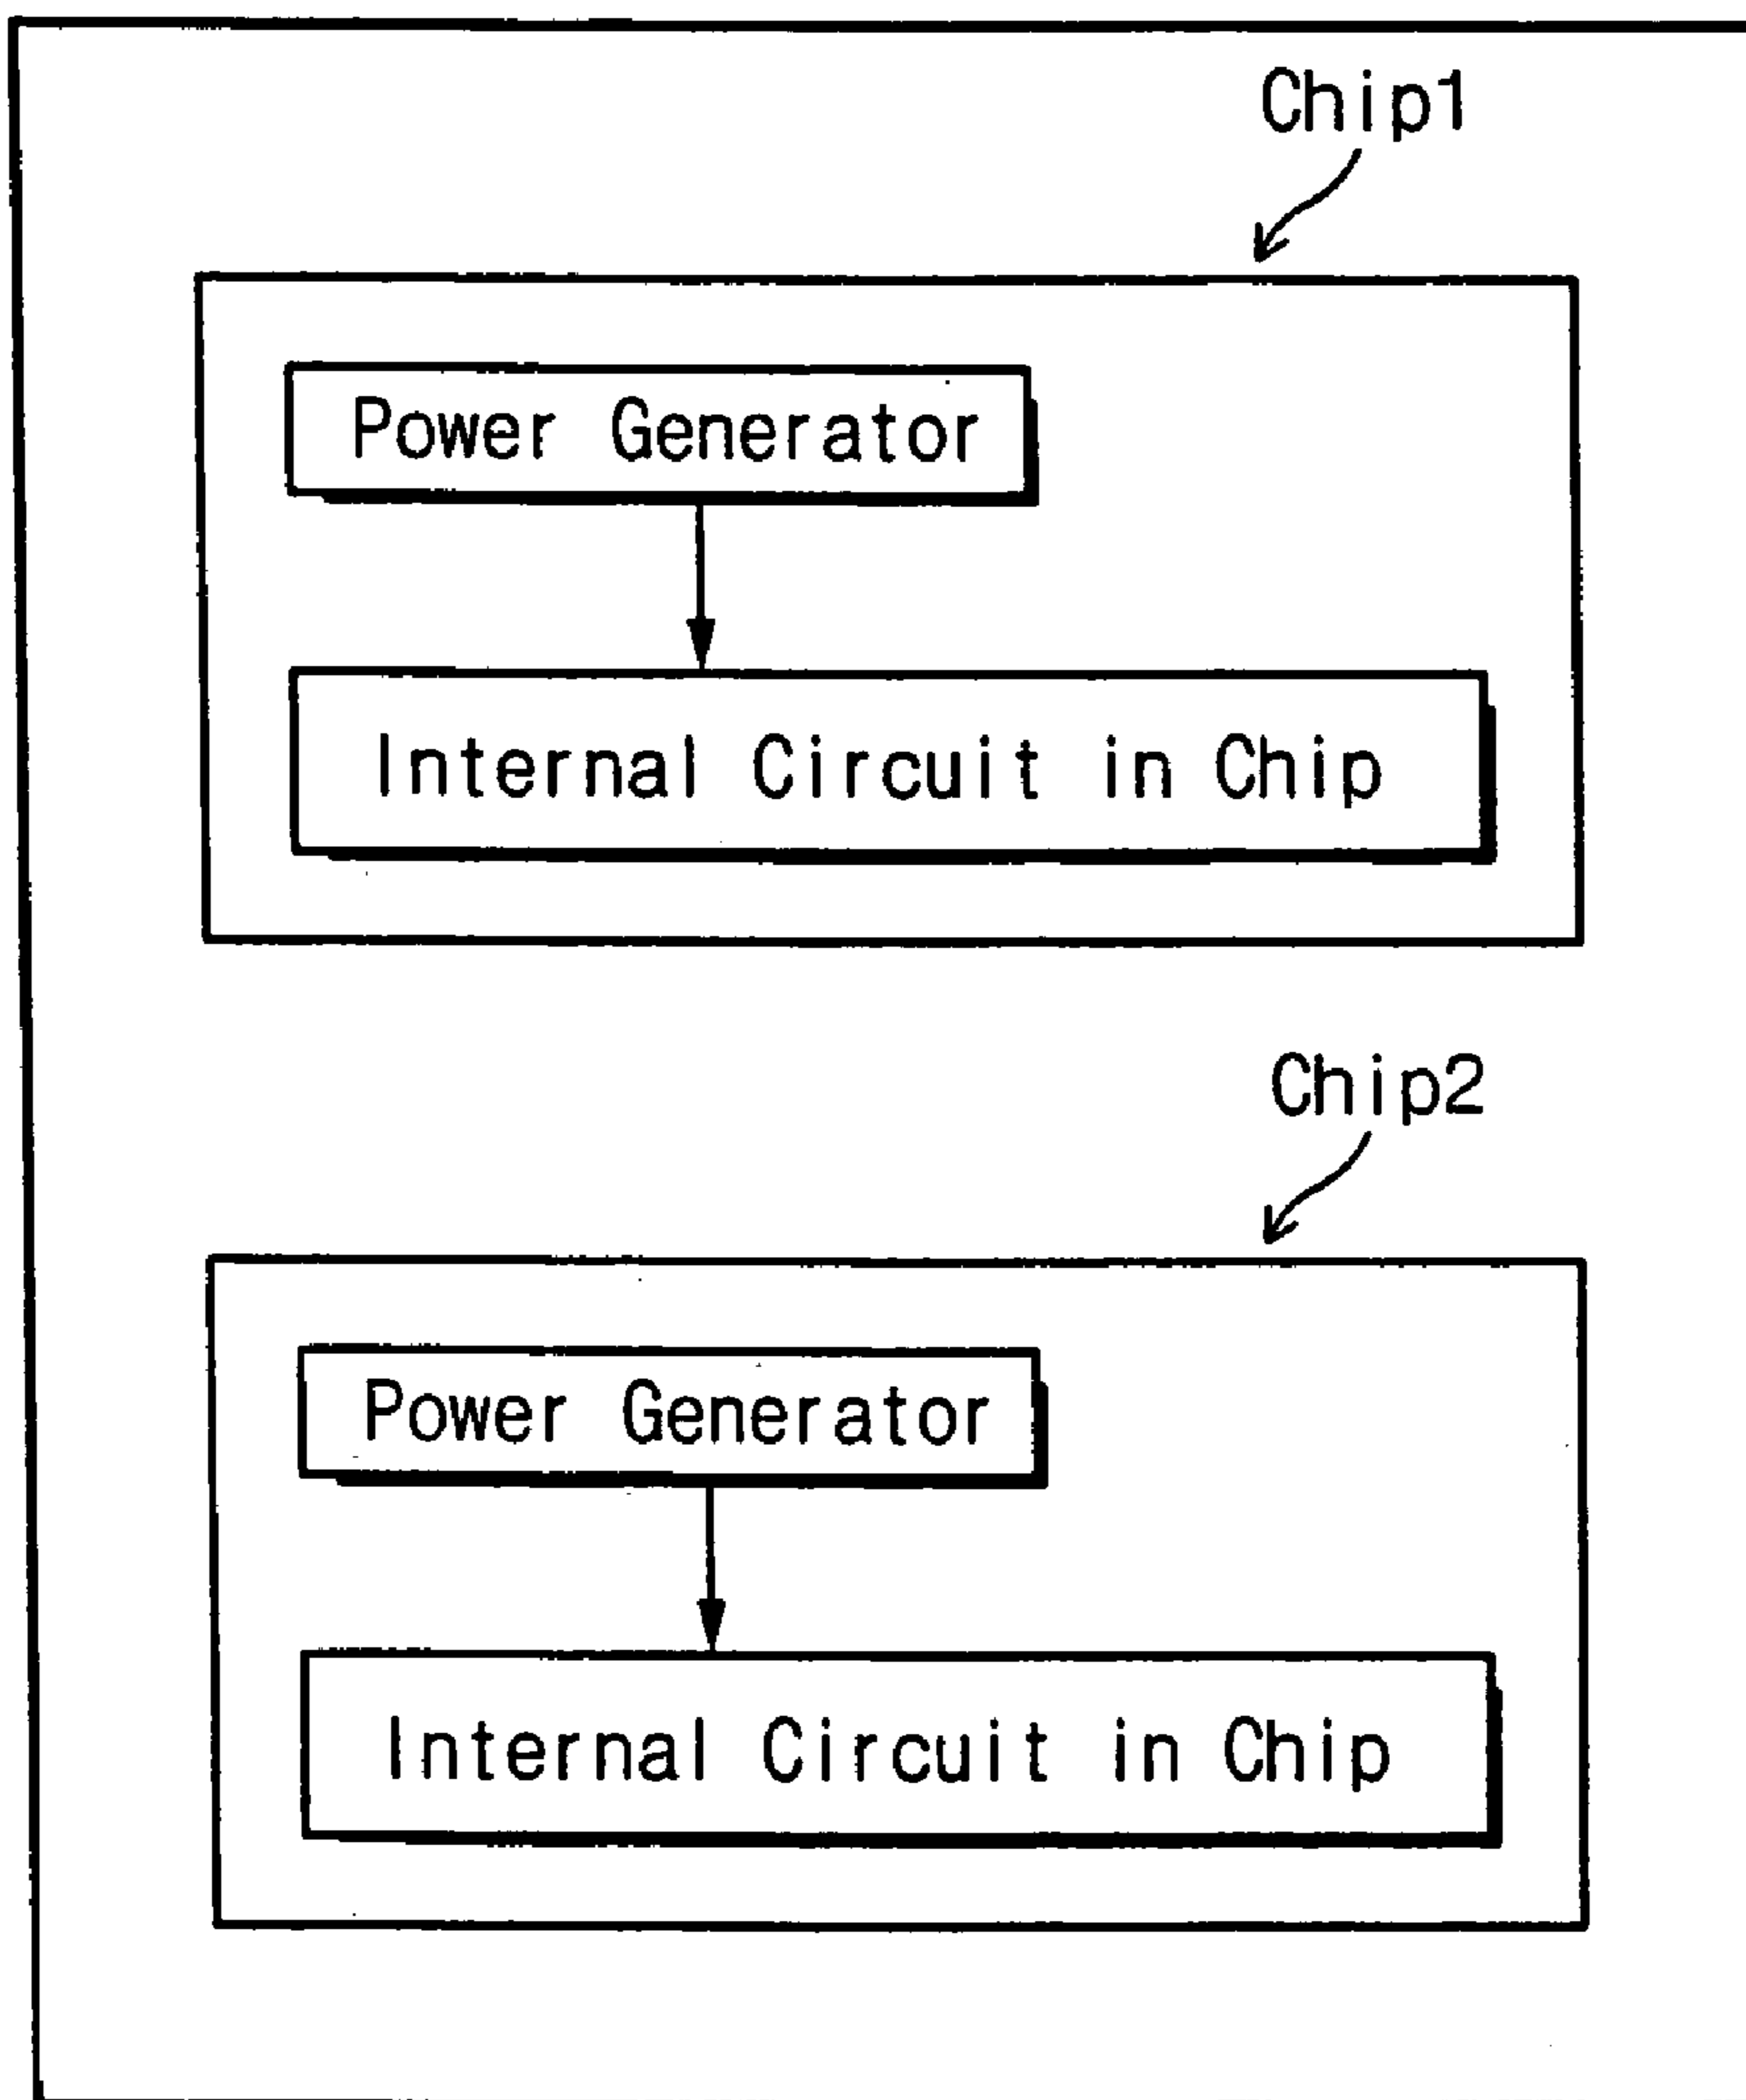 Chip1
Power Generator
Internal Circuit in Chip
Chip2
Power Generator
Internal Circuit in Chip